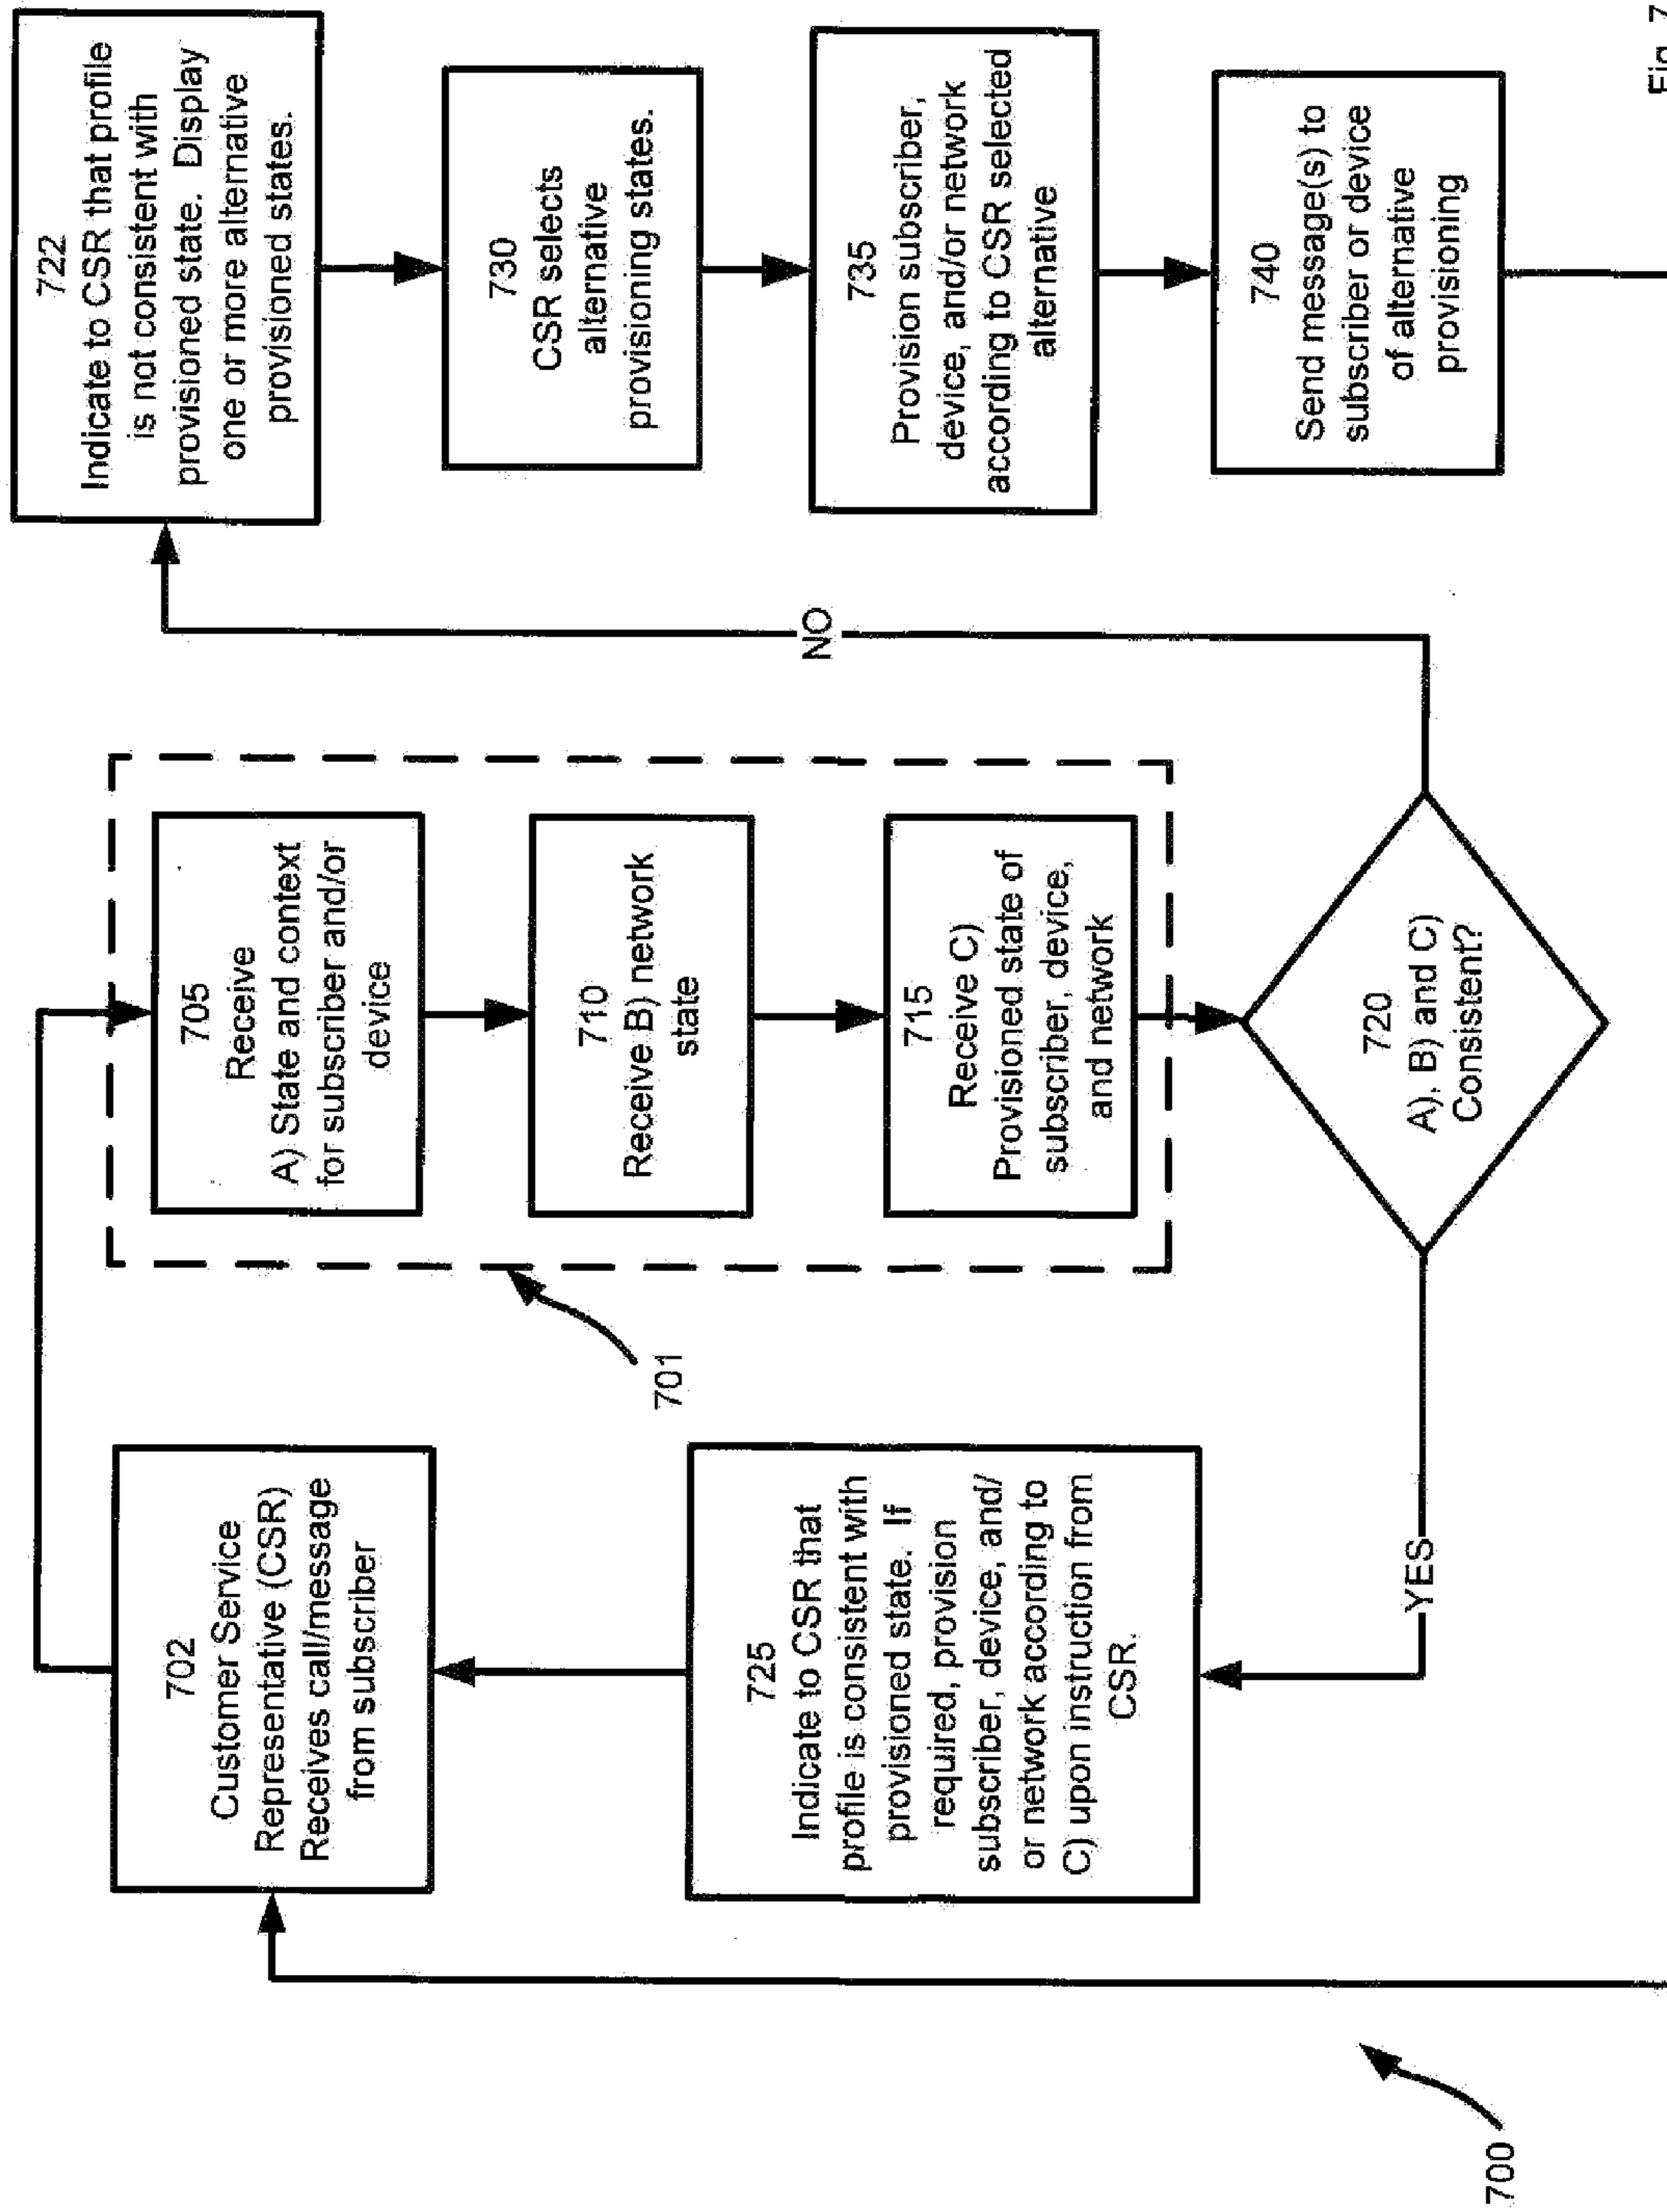 702
Customer Service
Representative (CSR)
Receives call/message
from subscriber
725
Indicate to CSR that
profile is consistent with
provisioned state. If
required, provision
subscriber, device, and/
or network according to
C) upon instruction from
CSR.
YES
700
701
705
Receive
A) State and context
for subscriber and/or
device
710
Receive B) network
state
715
Receive C)
Provisioned state of
subscriber, device,
and network
720
A), B) and C)
Consistent?
NO
722
Indicate to CSR that profile
is not consistent with
provisioned state. Display
one or more alternative
provisioned states.
730
CSR selects
alternative
provisioning states.
735
Provision subscriber,
device, and/or network
according to CSR selected
alternative
740
Send message(s) to
subscriber or device
of alternative
provisioning
Fig. 7